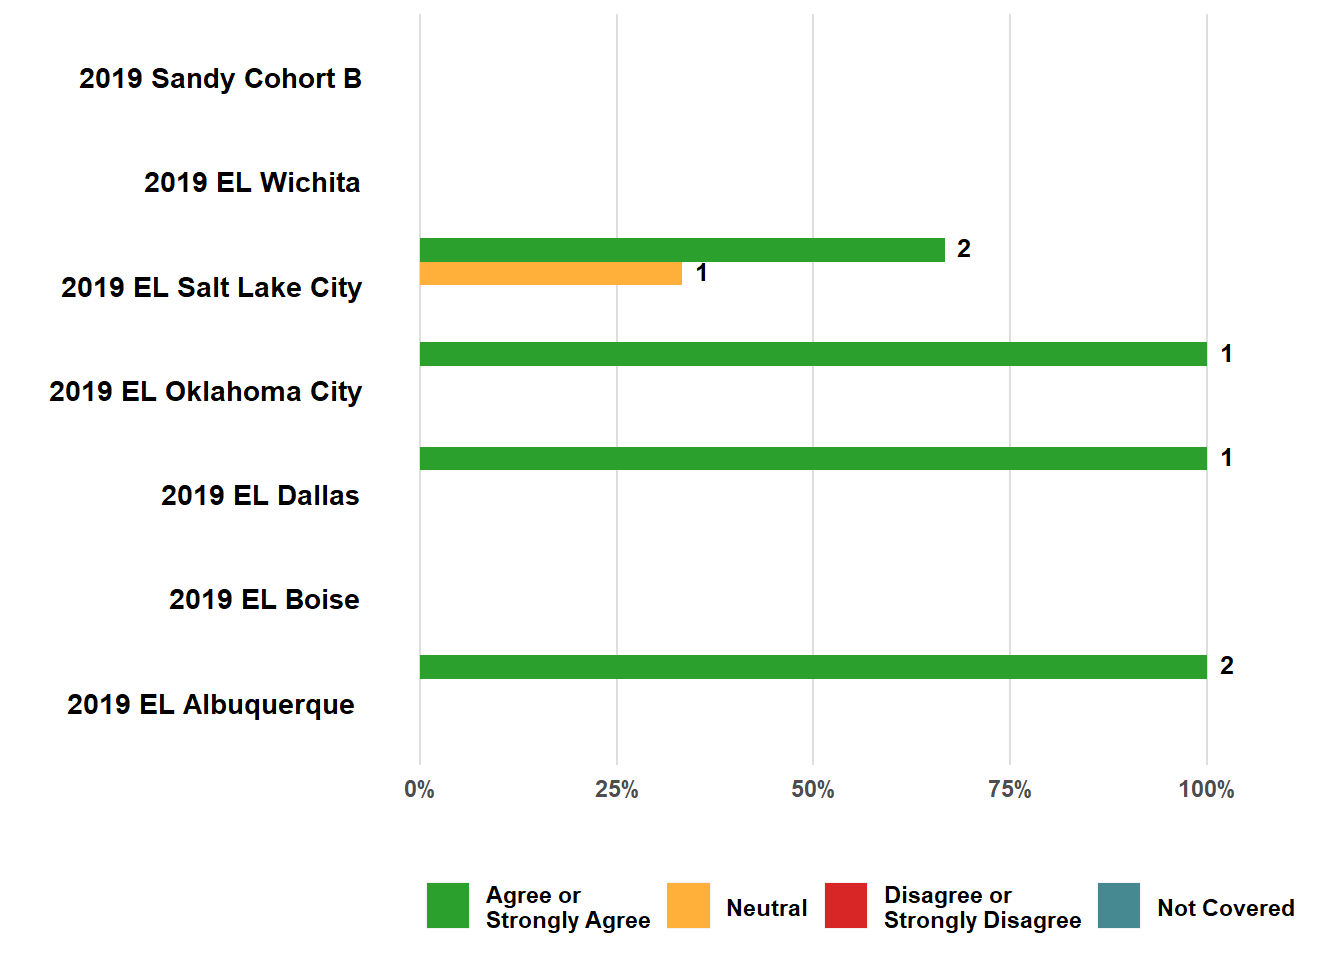 2019 Sandy Cohort B
2019 EL Wichita
2
1
2019 EL Salt Lake City
1
2019 EL Oklahoma City
1
2019 EL Dallas
2019 EL Boise
2
2019 EL Albuquerque
0% 25% 50% 75% 100%
Agree or
Strongly Agree
Neutral
Disagree or
Strongly Disagree
Not Covered